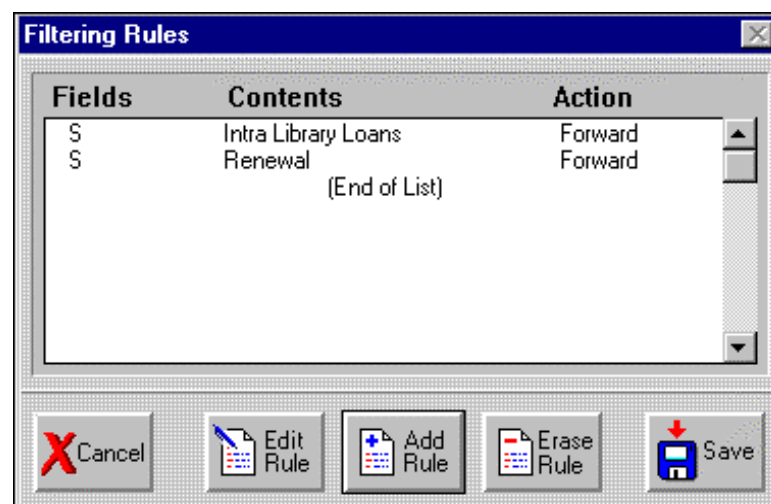 Filtering Rules
Fields Contents Action
S Intra Library Loans Forward
S Renewal Forward
(End of List)
Cancel
Edit
Rule
Add
Rule
Erase
Rule
Save